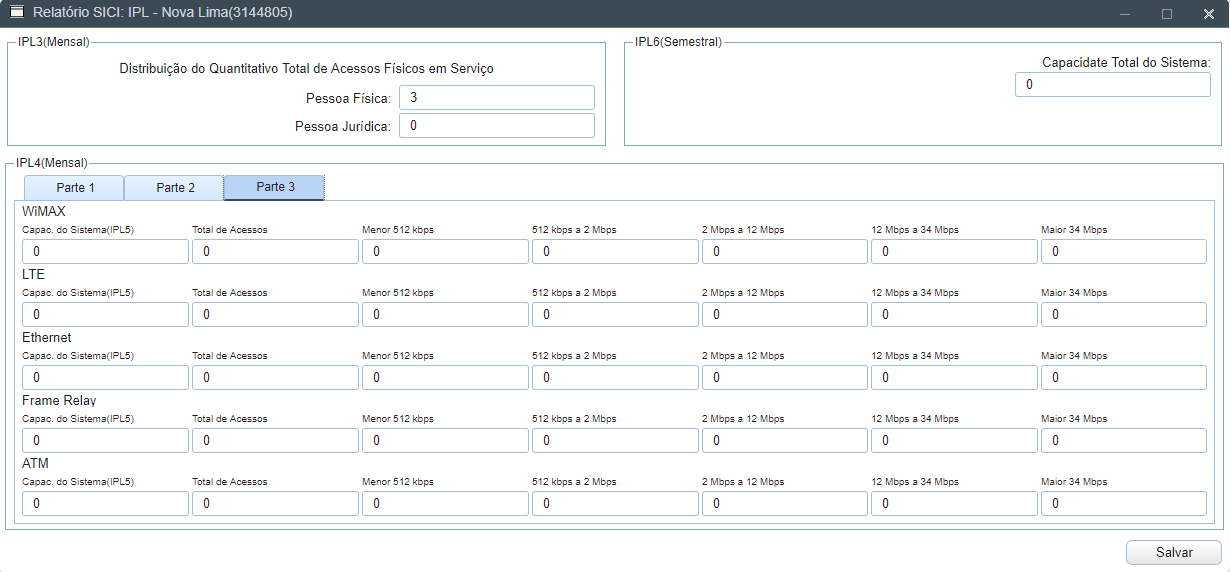 Relatório SICI: IPL - Nova Lima(3144805)
IPL3(Mensal)
Distribuição do Quantitativo Total de Acessos Físicos em Serviço
Pessoa Física: 3
Pessoa Jurídica: 0
IPL6(Semestral)
Capacidate Total do Sistema:
0
IPL4(Mensal)
Parte 1 Parte 2 Parte 3
WiMAX
Capac. do Sistema(IPL5) Total de Acessos Menor 512 kbps 512 kbps a 2 Mbps 2 Mbps a 12 Mbps 12 Mbps a 34 Mbps Maior 34 Mbps
0 0 0 0 0 0 0
LTE
Capac. do Sistema(IPL5) Total de Acessos Menor 512 kbps 512 kbps a 2 Mbps 2 Mbps a 12 Mbps 12 Mbps a 34 Mbps Maior 34 Mbps
0 0 0 0 0 0 0
Ethernet
Capac. do Sistema(IPL5) Total de Acessos Menor 512 kbps 512 kbps a 2 Mbps 2 Mbps a 12 Mbps 12 Mbps a 34 Mbps Maior 34 Mbps
0 0 0 0 0 0 0
Frame Relay
Capac. do Sistema(IPL5) Total de Acessos Menor 512 kbps 512 kbps a 2 Mbps 2 Mbps a 12 Mbps 12 Mbps a 34 Mbps Maior 34 Mbps
0 0 0 0 0 0 0
ATM
Capac. do Sistema(IPL5) Total de Acessos Menor 512 kbps 512 kbps a 2 Mbps 2 Mbps a 12 Mbps 12 Mbps a 34 Mbps Maior 34 Mbps
0 0 0 0 0 0 0
Salvar